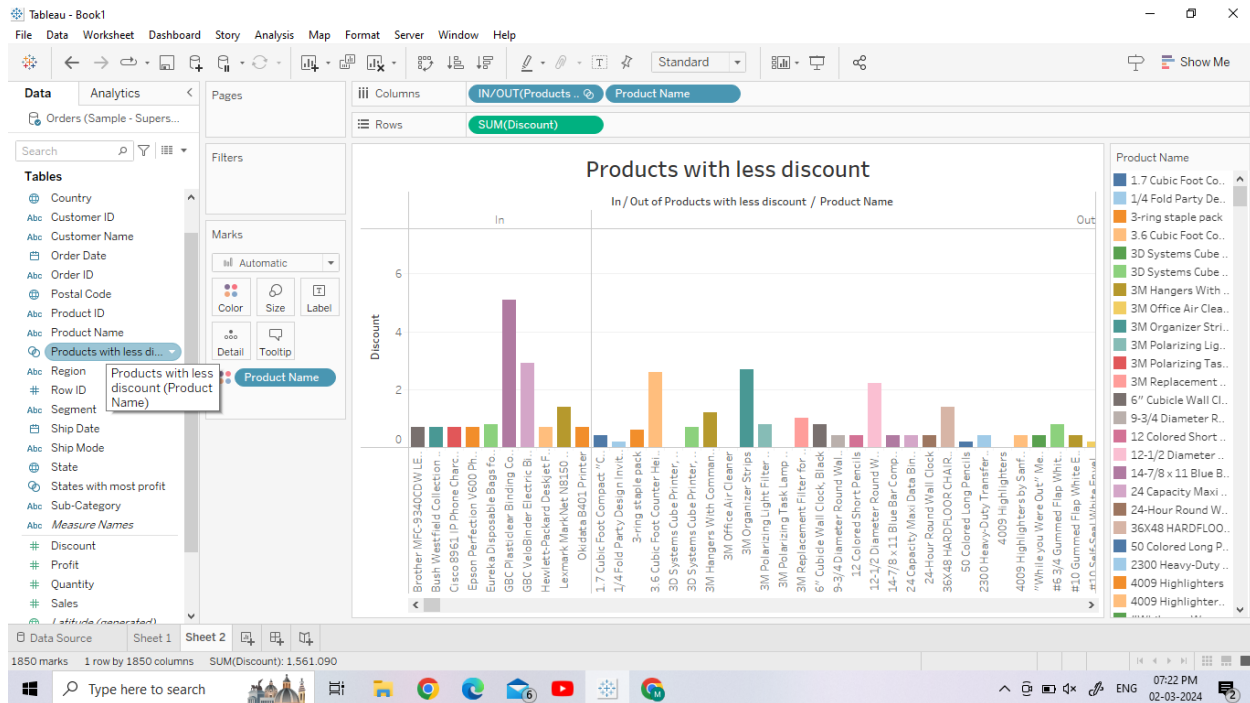 Tableau - Book1
File Data Worksheet Dashboard Story Analysis Map Format Server Window Help
Standard
Show Me
Data Analytics
Orders (Sample - Supers...
Search
Tables
Country
Abc Customer ID
Abc Customer Name
Order Date
Abc Order ID
Postal Code
Abc Product ID
Abc Product Name
Products with less di...
Abc Region
# Row ID
Abc Segment
Ship Date
Abc Ship Mode
State
States with most profit
Abc Sub-Category
Abc Measure Names
# Discount
# Profit
# Quantity
# Sales
Latitude (generated)
Products with less
discount (Product
Name)
Pages
Filters
Marks
Automatic
Color Size Label
Detail Tooltip
Product Name
Columns
IN/OUT(Products .. Product Name
Rows
SUM(Discount)
Products with less discount
In / Out of Products with less discount / Product Name
In Out
Discount
6
4
2
0
Brother MFC-9340CDW LE..
Bush Westfield Collection ..
Cisco 8961 IP Phone Charc..
Epson Perfection V600 Ph..
Eureka Disposable Bags fo..
GBC Plasticlear Binding Co..
GBC VeloBinder Electric Bi..
Hewlett-Packard Deskjet F..
Lexmark MarkNet N8150 ..
Okidata B401 Printer
1.7 Cubic Foot Compact "C..
1/4 Fold Party Design Invit..
3-ring staple pack
3.6 Cubic Foot Counter Hei..
3D Systems Cube Printer, ..
3D Systems Cube Printer, ..
3M Hangers With Comman..
3M Office Air Cleaner
3M Organizer Strips
3M Polarizing Light Filter ..
3M Polarizing Task Lamp ..
3M Replacement Filter for ..
6" Cubicle Wall Clock, Black
9-3/4 Diameter Round Wal..
12 Colored Short Pencils
12-1/2 Diameter Round W..
14-7/8 x 11 Blue Bar Comp..
24 Capacity Maxi Data Bin..
24-Hour Round Wall Clock
36X48 HARDFLOOR CHAIR..
50 Colored Long Pencils
2300 Heavy-Duty Transfer..
4009 Highlighters
4009 Highlighters by Sanf..
"While you Were Out" Me..
#6 3/4 Gummed Flap Whit..
#10 Gummed Flap White E..
#10 Self-Seal White Envel..
Product Name
1.7 Cubic Foot Co..
1/4 Fold Party De..
3-ring staple pack
3.6 Cubic Foot Co..
3D Systems Cube ..
3D Systems Cube ..
3M Hangers With ..
3M Office Air Clea..
3M Organizer Stri..
3M Polarizing Lig..
3M Polarizing Tas..
3M Replacement ..
6" Cubicle Wall Cl..
9-3/4 Diameter R..
12 Colored Short ..
12-1/2 Diameter ..
14-7/8 x 11 Blue B..
24 Capacity Maxi ..
24-Hour Round W..
36X48 HARDFLOO..
50 Colored Long P..
2300 Heavy-Duty ..
4009 Highlighters
4009 Highlighter..
Data Source Sheet 1 Sheet 2
1850 marks 1 row by 1850 columns SUM(Discount): 1,561.090
Type here to search
6
M
ENG
07:22 PM
02-03-2024
2